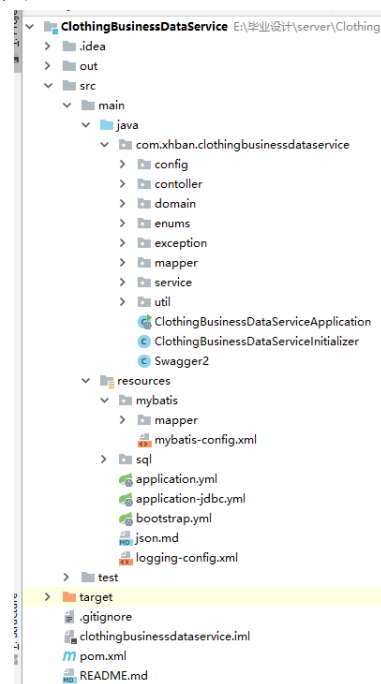 ClothingBusinessDataService E:\毕业设计\server\Clothing
.idea
out
src
main
java
com.xhban.clothingbusinessdataservice
config
contoller
domain
enums
exception
mapper
service
util
ClothingBusinessDataServiceApplication
ClothingBusinessDataServiceInitializer
Swagger2
resources
mybatis
mapper
mybatis-config.xml
sql
application.yml
application-jdbc.yml
bootstrap.yml
json.md
logging-config.xml
test
target
.gitignore
clothingbusinessdataservice.iml
pom.xml
README.md